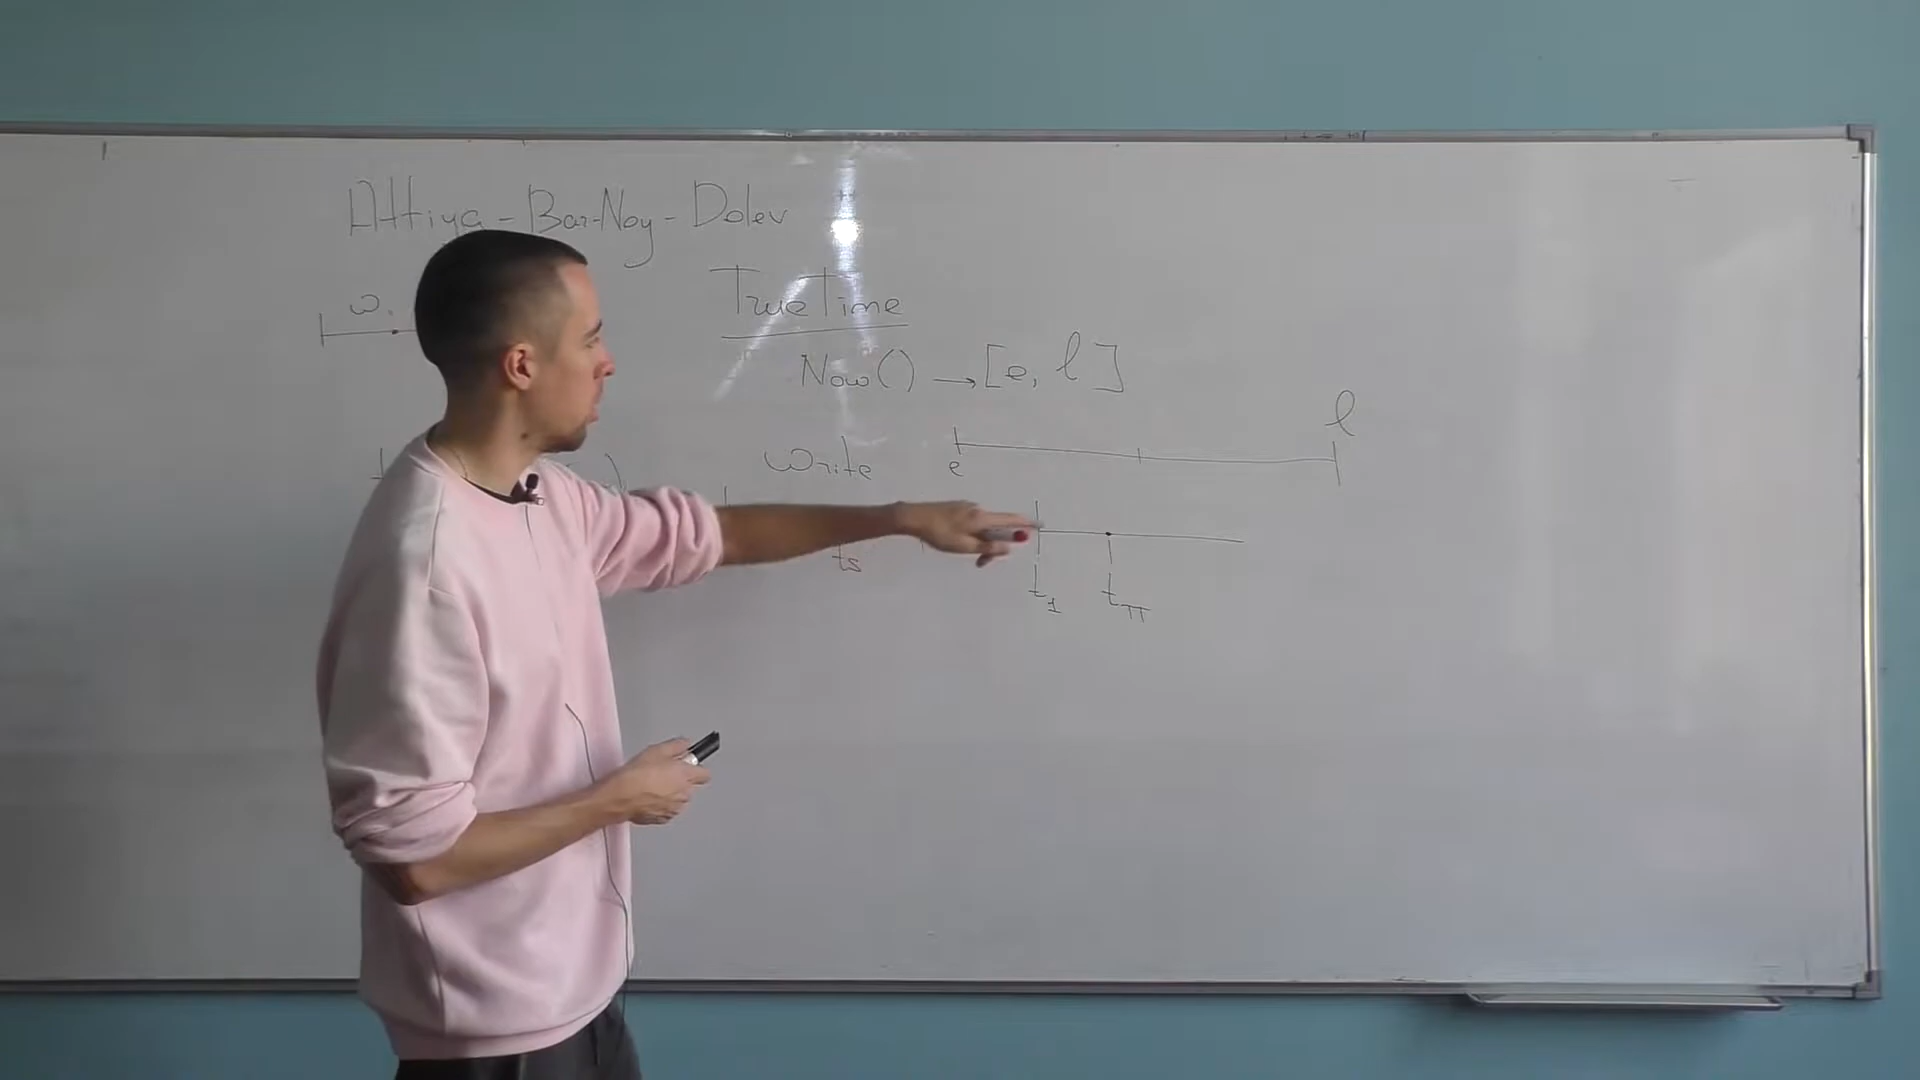 Attiya-Bar-Noy-Dolev
w.
TrueTime
Now() → [e, l]
l
Write
e
ts
t1
tTT